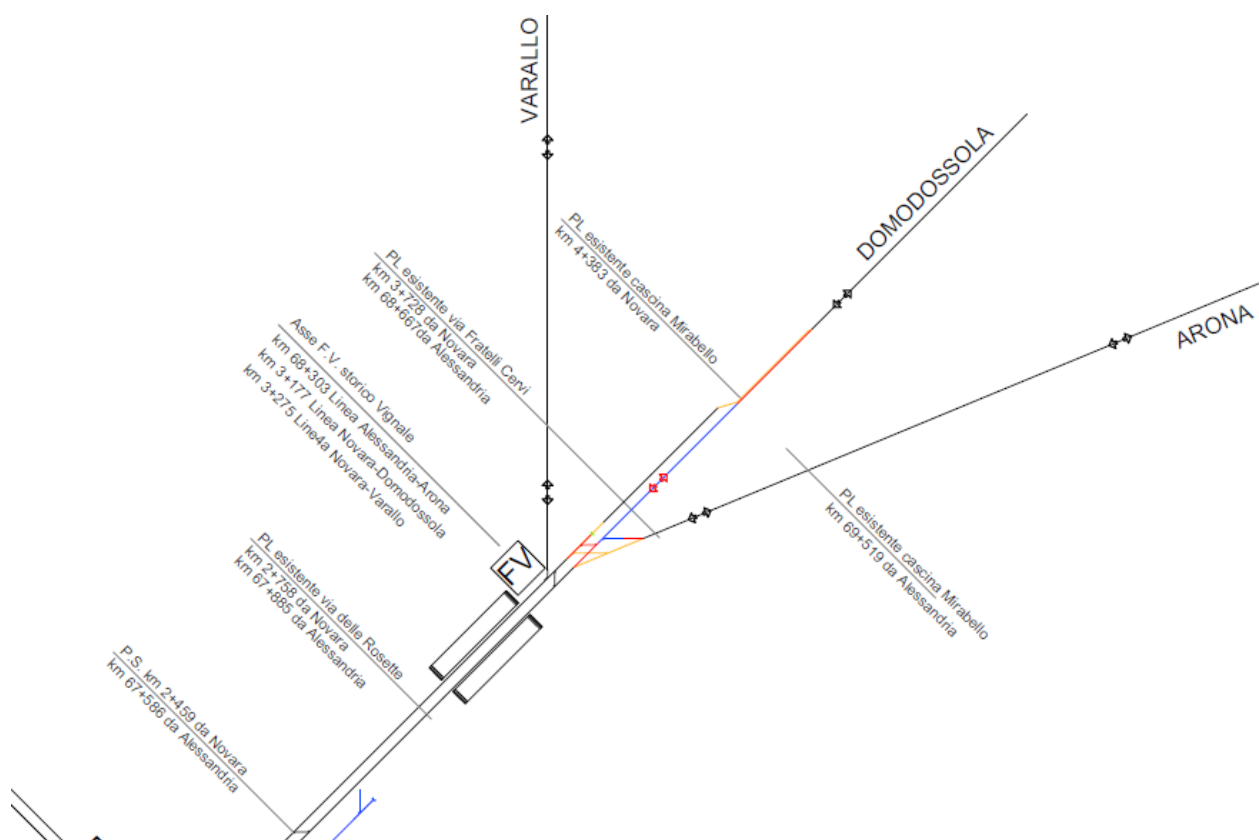 VARALLO
DOMODOSSOLA
ARONA
PL esistente cascina Mirabello
km 4+383 da Novara
PL esistente via Fratelli Cervi
km 3+728 da Novara
km 68+667da Alessandria
Asse F.V. storico Vignale
km 68+303 Linea Alessandria-Arona
km 3+177 Linea Novara-Domodossola
km 3+275 Line4a Novara-Varallo
FV
PL esistente via delle Rosette
km 2+758 da Novara
km 67+885 da Alessandria
P.S. km 2+459 da Novara
km 67+586 da Alessandria
PL esistente cascina Mirabello
km 69+519 da Alessandria